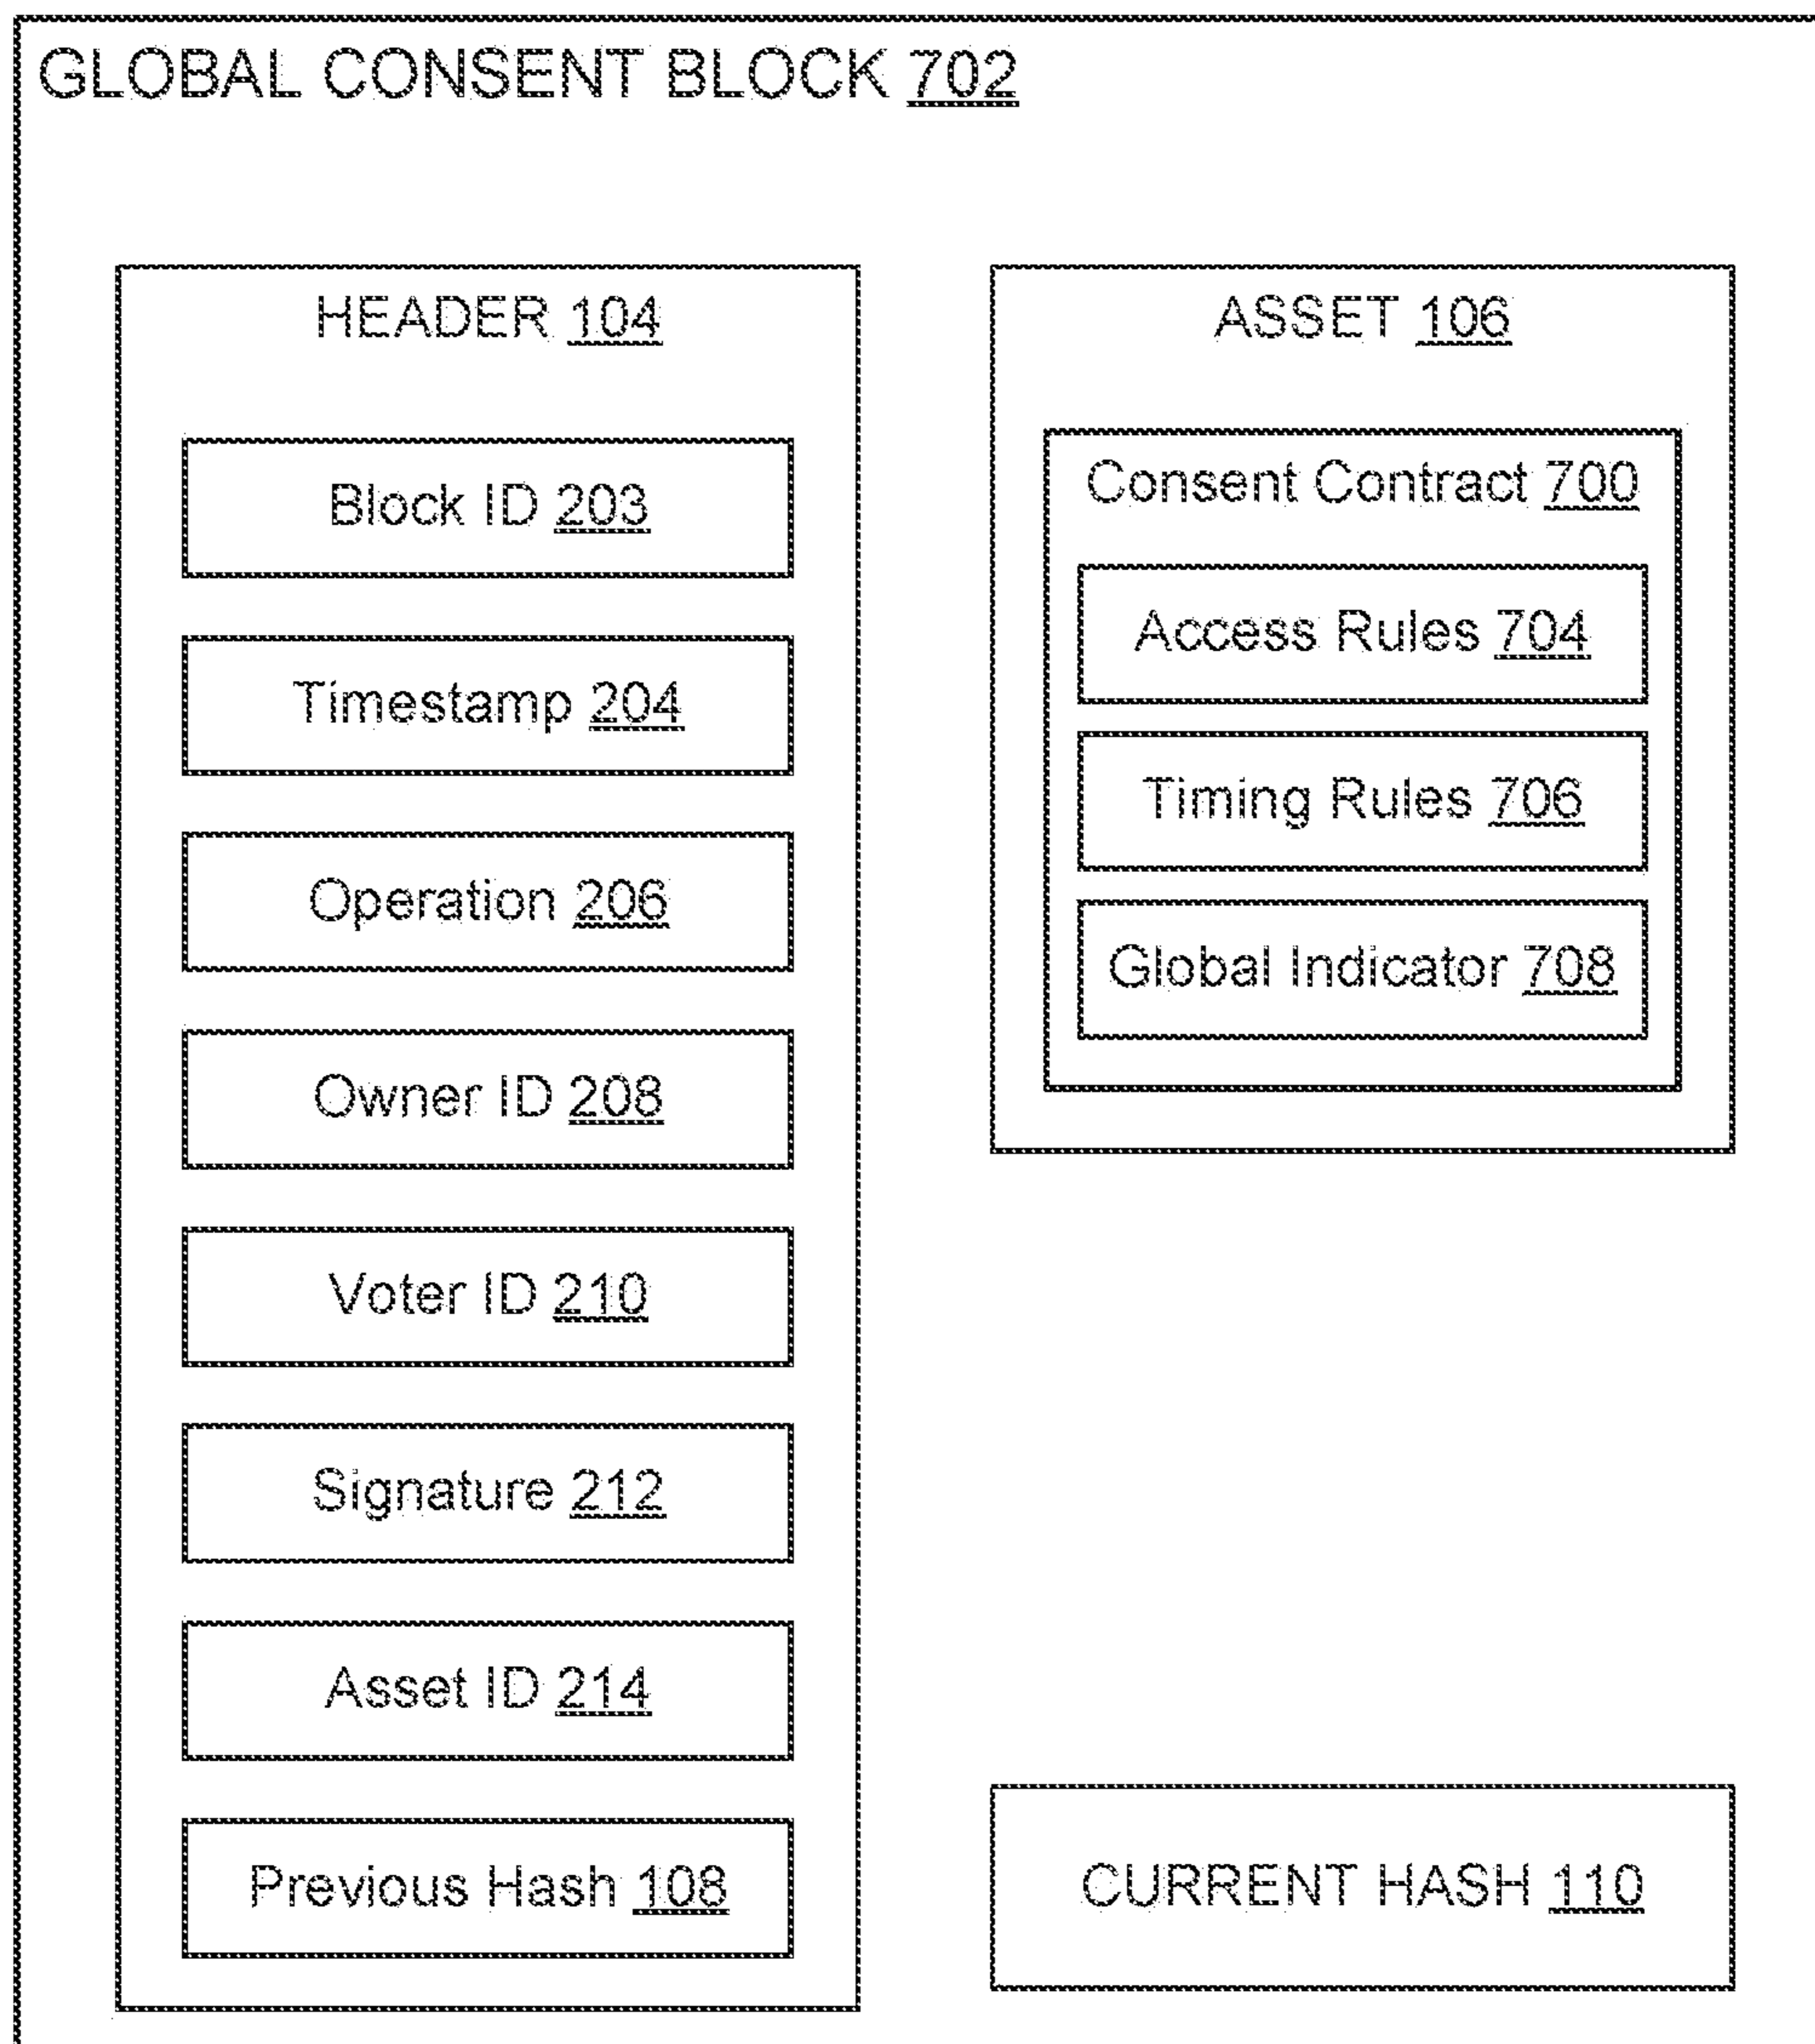 GLOBAL CONSENT BLOCK 702
HEADER 104
Block ID 203
Timestamp 204
Operation 206
Owner ID 208
Voter ID 210
Signature 212
Asset ID 214
Previous Hash 108
ASSET 106
Consent Contract 700
Access Rules 704
Timing Rules 706
Global Indicator 708
CURRENT HASH 110